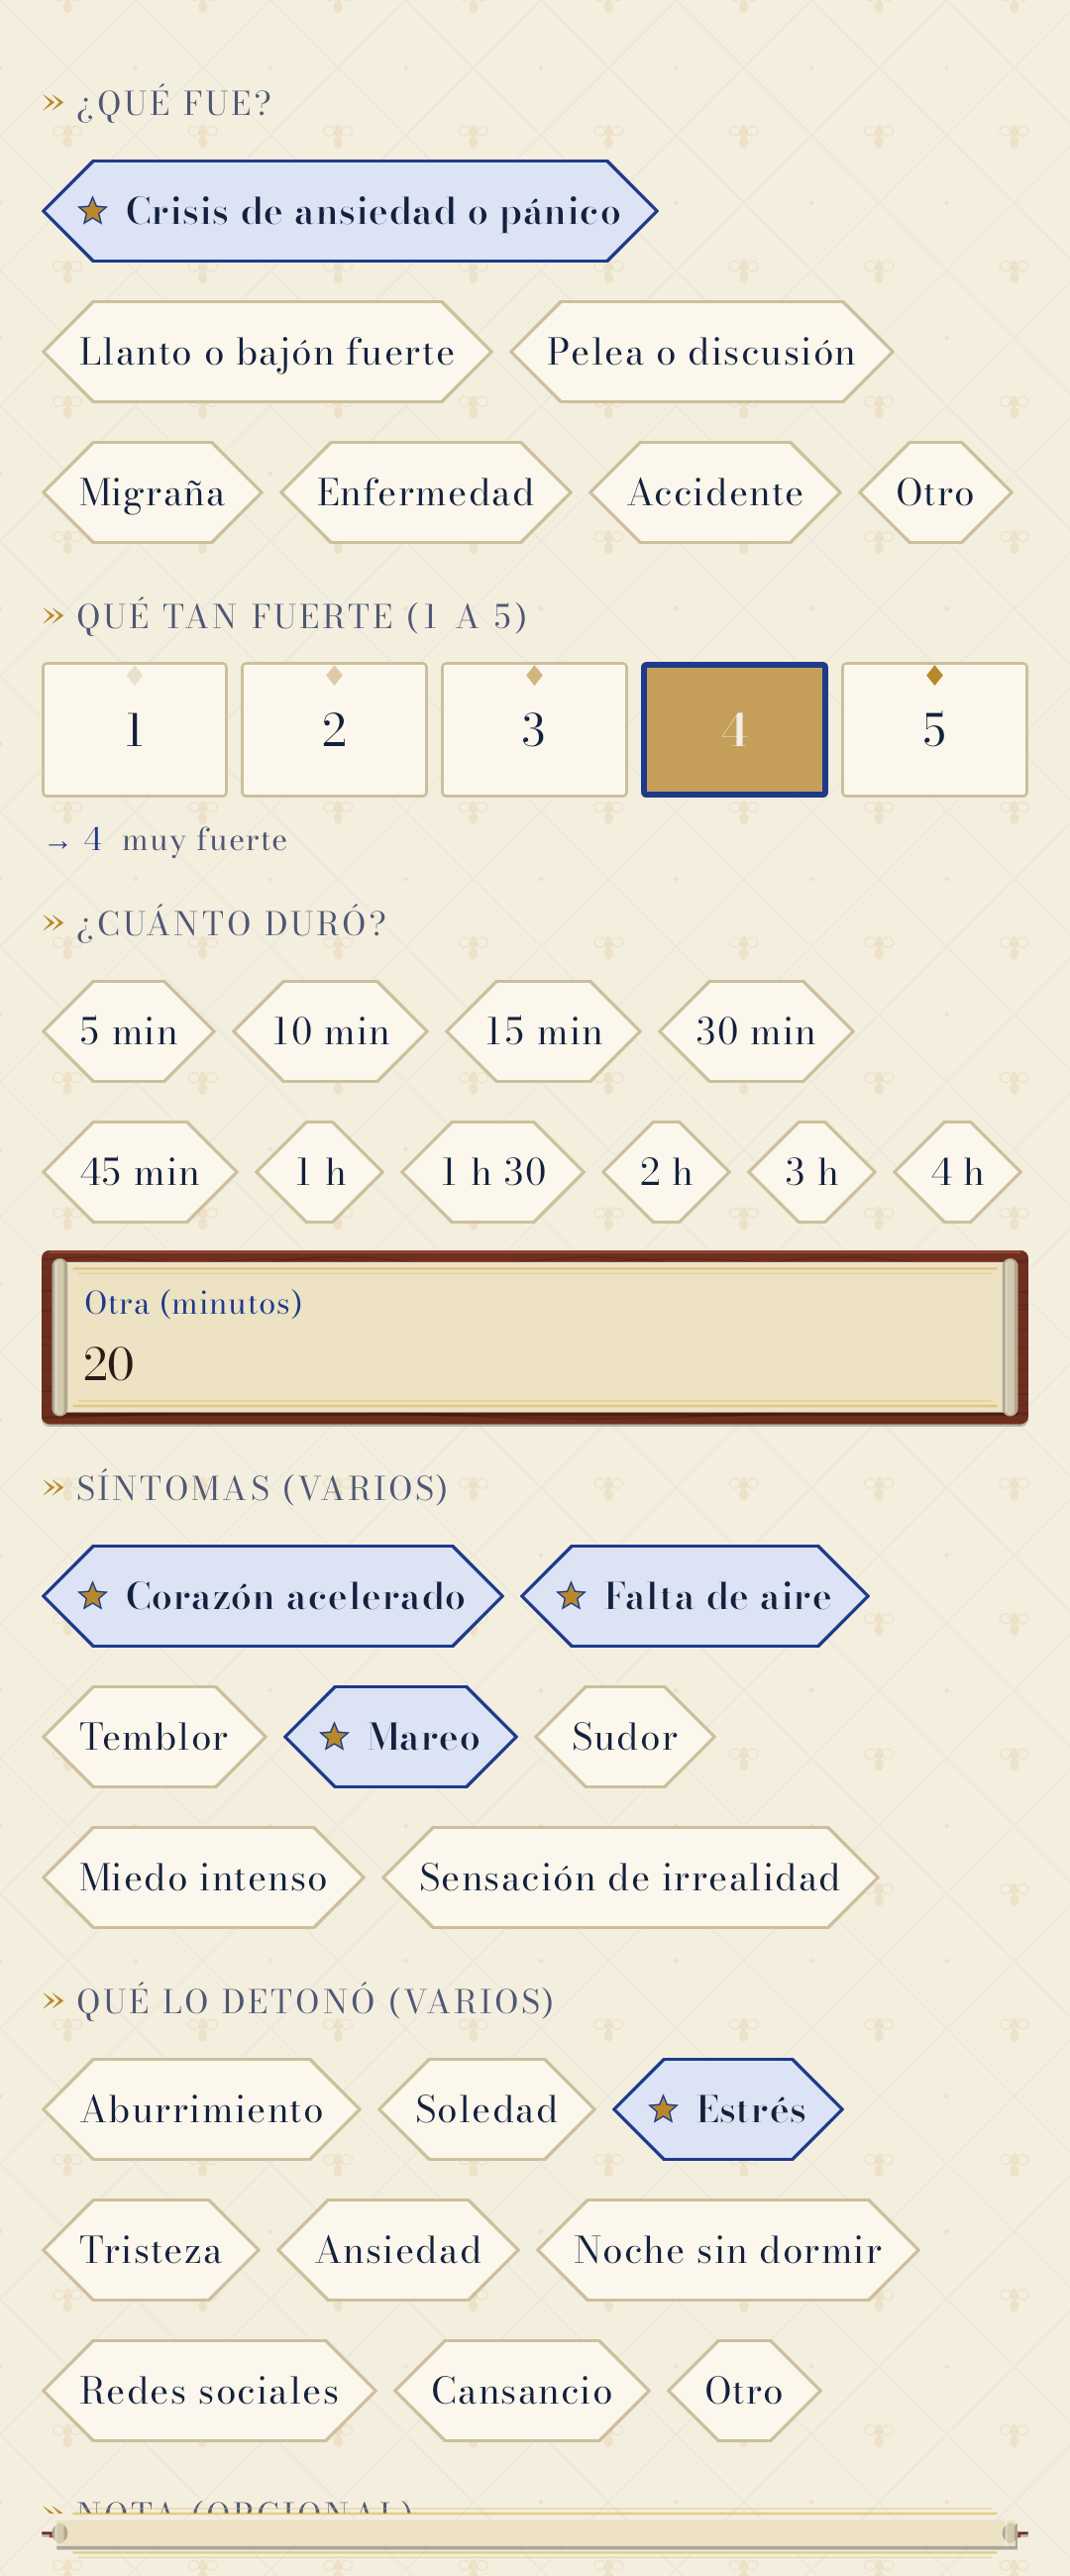 » ¿QUÉ FUE?
Crisis de ansiedad o pánico
Llanto o bajón fuerte Pelea o discusión
Migraña Enfermedad Accidente Otro
» QUÉ TAN FUERTE (1 A 5)
1 2 3 4 5
→ 4 muy fuerte
» ¿CUÁNTO DURÓ?
5 min 10 min 15 min 30 min
45 min 1 h 1 h 30 2 h 3 h 4 h
Otra (minutos)
20
» SÍNTOMAS (VARIOS)
Corazón acelerado Falta de aire
Temblor Mareo Sudor
Miedo intenso Sensación de irrealidad
» QUÉ LO DETONÓ (VARIOS)
Aburrimiento Soledad Estrés
Tristeza Ansiedad Noche sin dormir
Redes sociales Cansancio Otro
» NOTA (OPCIONAL)